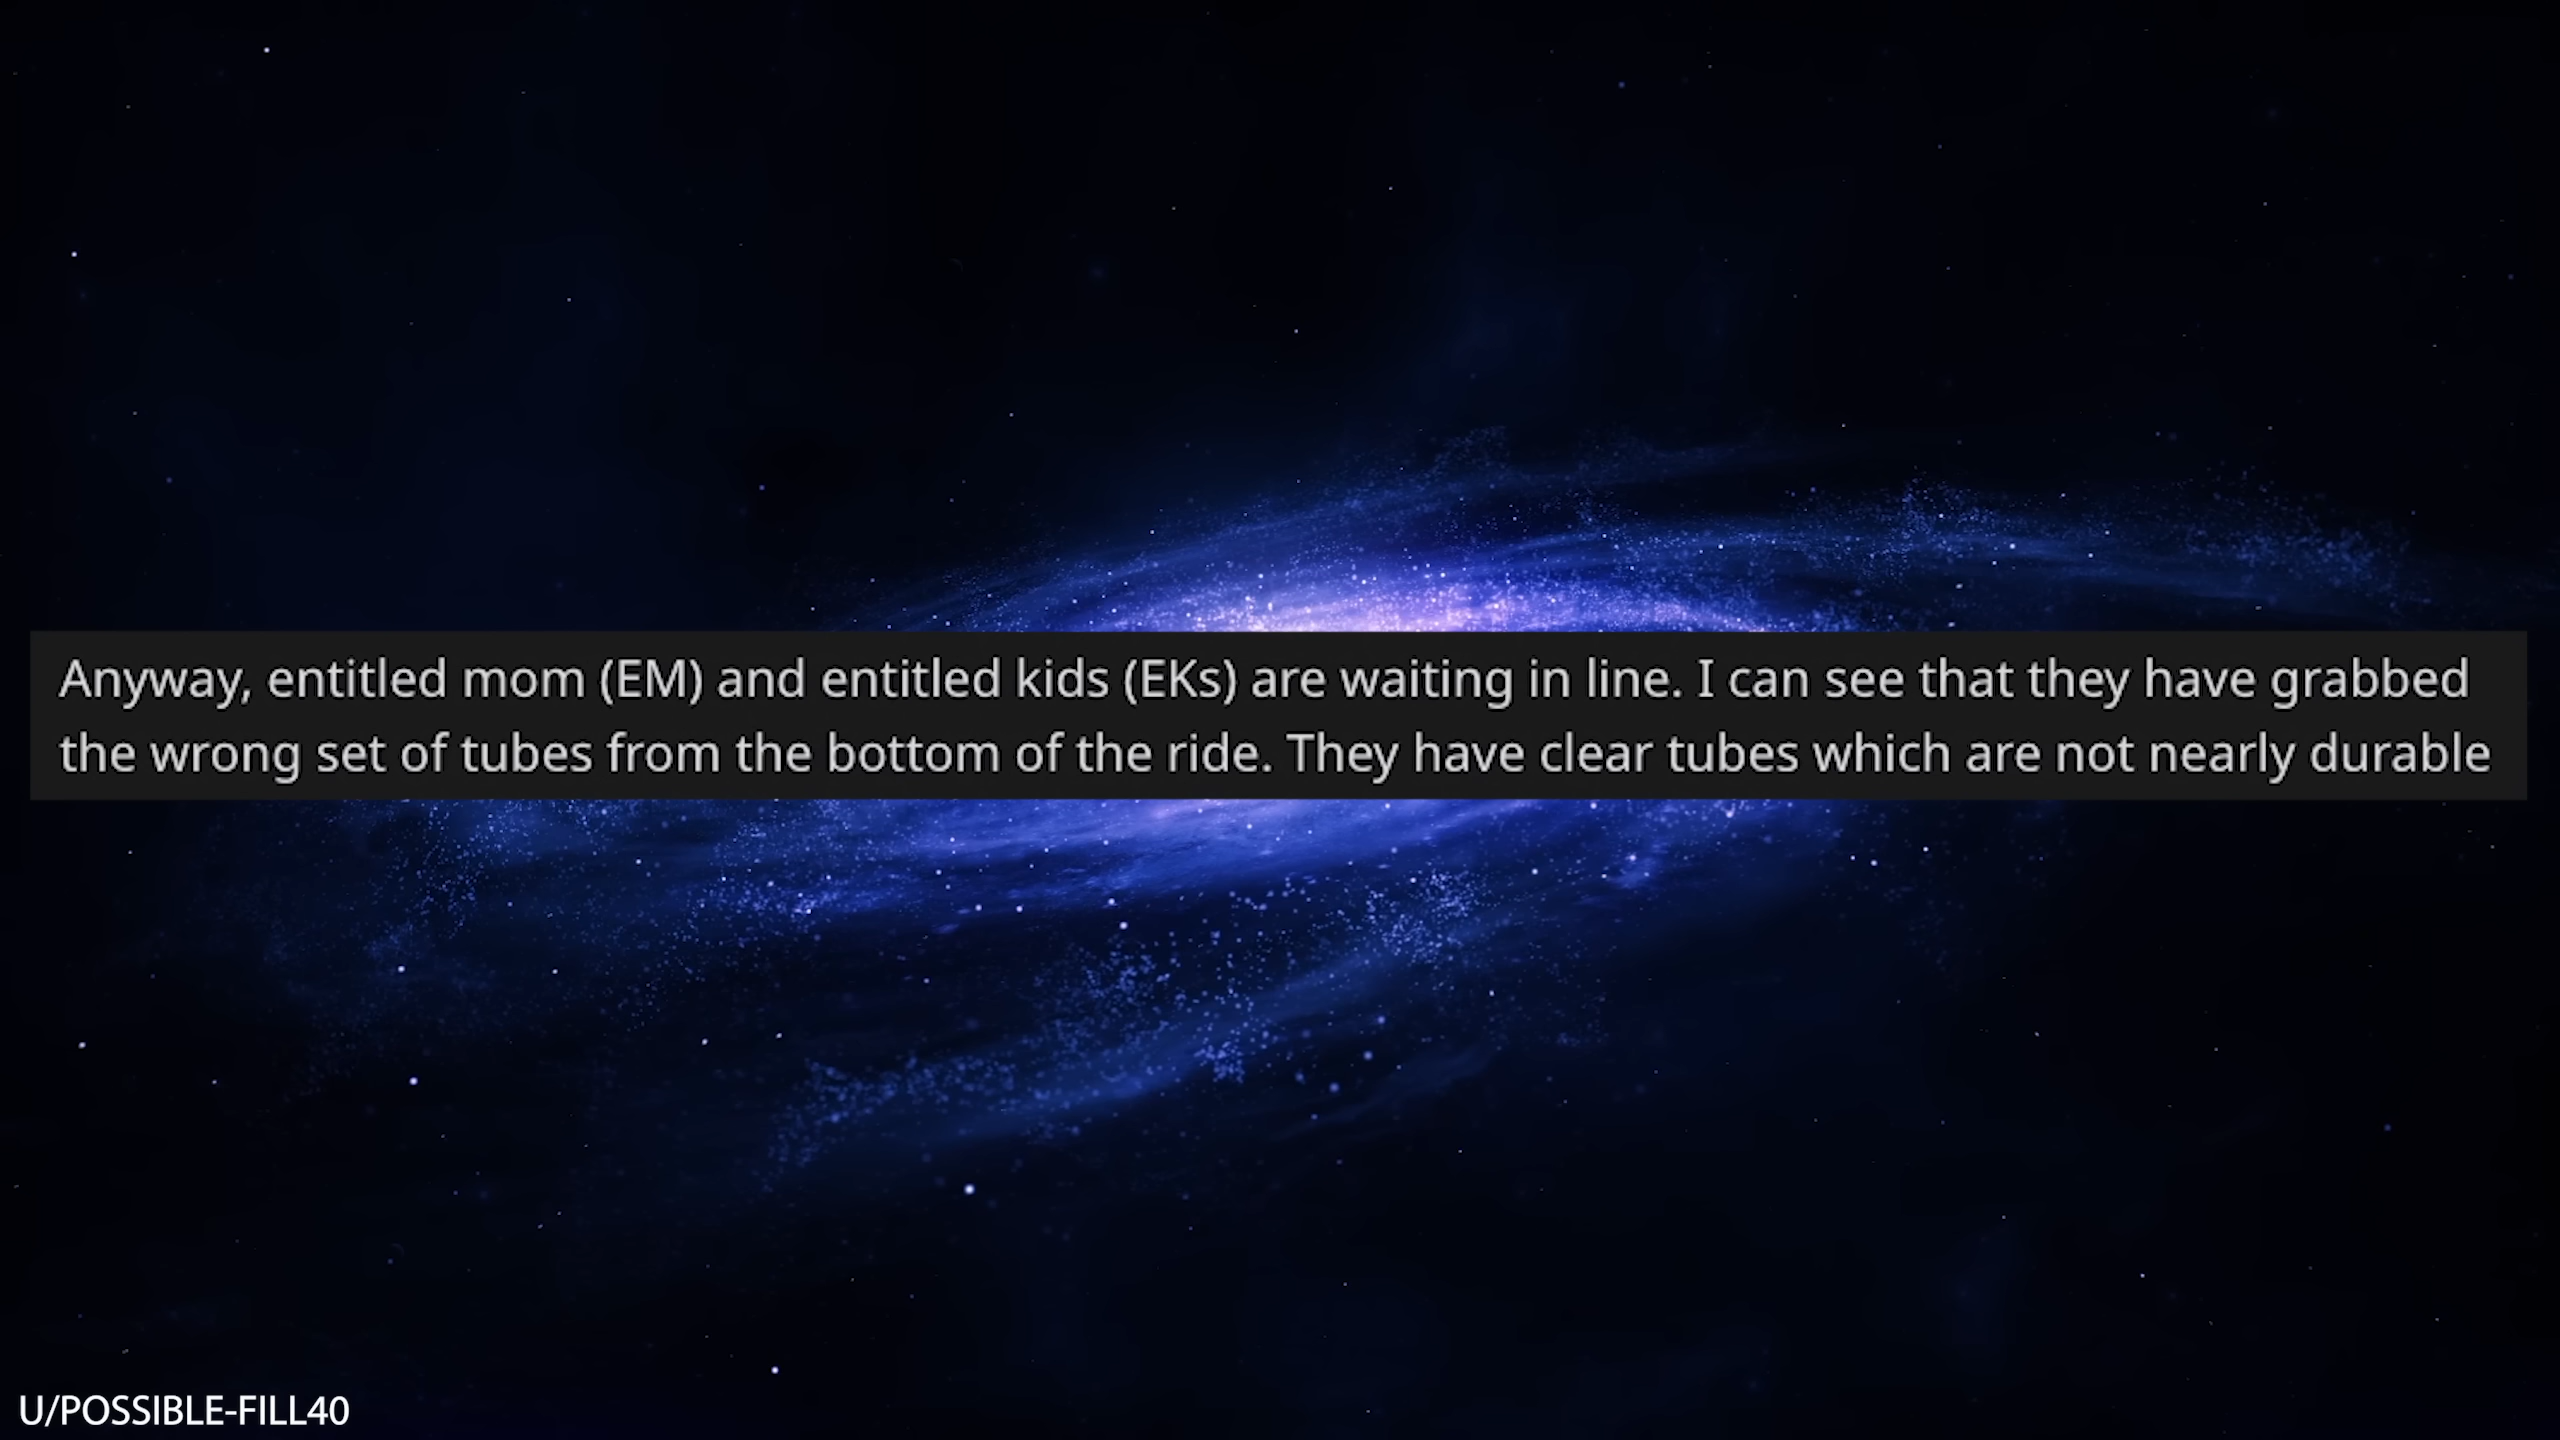 Anyway, entitled mom (EM) and entitled kids (EKs) are waiting in line. I can see that they have grabbed
the wrong set of tubes from the bottom of the ride. They have clear tubes which are not nearly durable
U/POSSIBLE-FILL40